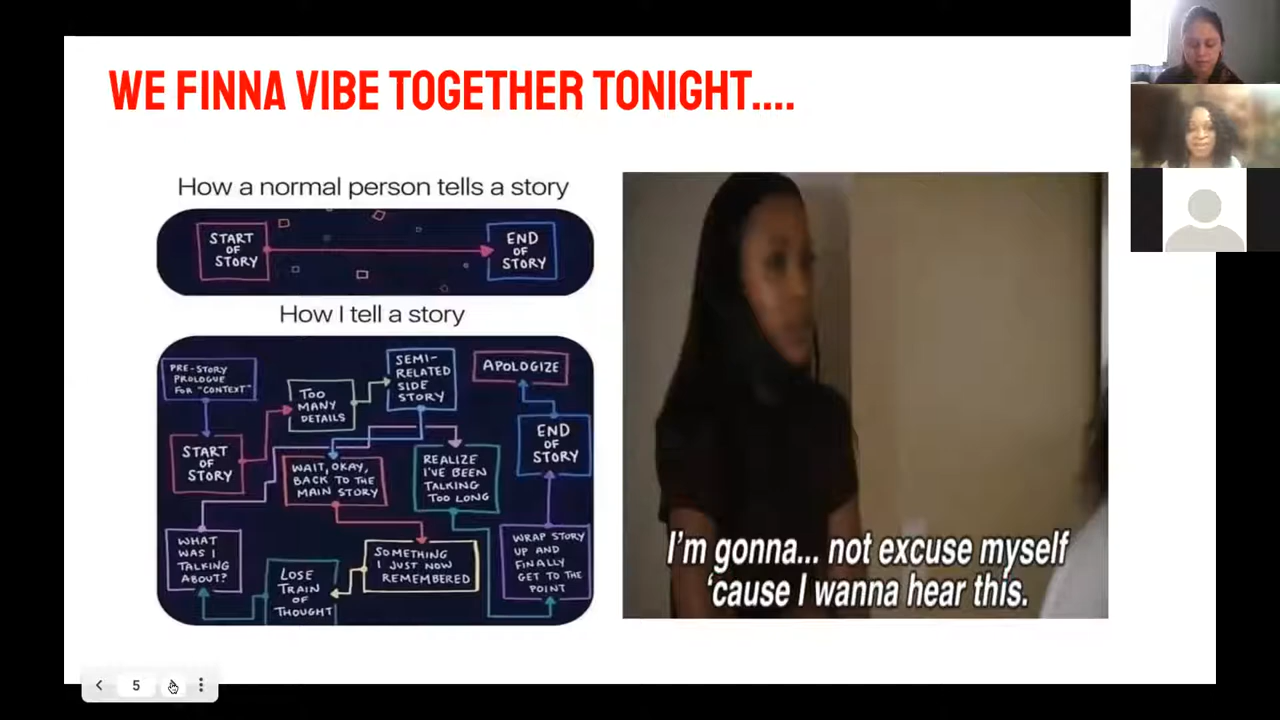 WE FINNA VIBE TOGETHER TONIGHT....
How a normal person tells a story
START
OF
STORY
END
OF
STORY
How I tell a story
PRE-STORY
PROLOGUE
FOR "CONTEXT"
START
OF
STORY
TOO
MANY
DETAILS
SEMI-
RELATED
SIDE
STORY
WAIT, OKAY,
BACK TO THE
MAIN STORY
SOMETHING
I JUST NOW
REMEMBERED
LOSE
TRAIN
OF
THOUGHT
WHAT
WAS I
TALKING
ABOUT?
REALIZE
I'VE BEEN
TALKING
TOO LONG
WRAP STORY
UP AND
FINALLY
GET TO THE
POINT
END
OF
STORY
APOLOGIZE
I'm gonna... not excuse myself
'cause I wanna hear this.
5